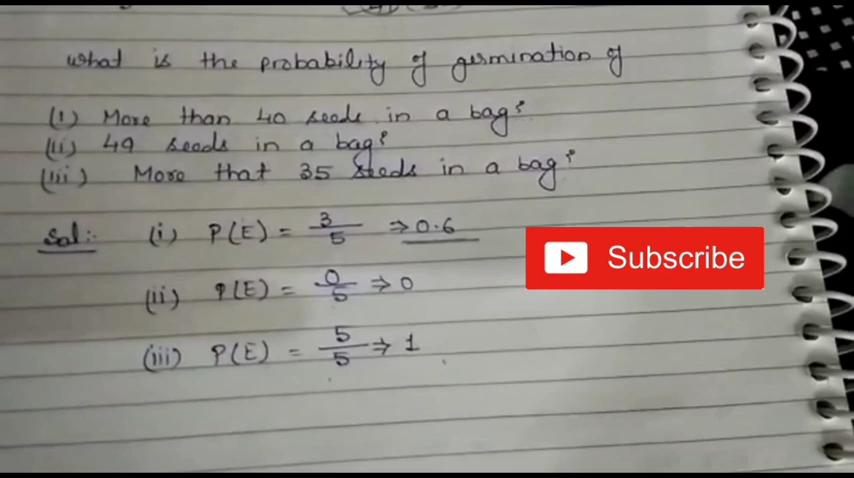 what is the probability of germination of
(i) More than 40 seeds in a bag?
(ii) 49 seeds in a bag?
(iii) More that 35 seeds in a bag?
Sol:- (i) P(E) = 3/5 ⇒ 0.6
Subscribe
(ii) P(E) = 0/5 ⇒ 0
(iii) P(E) = 5/5 ⇒ 1